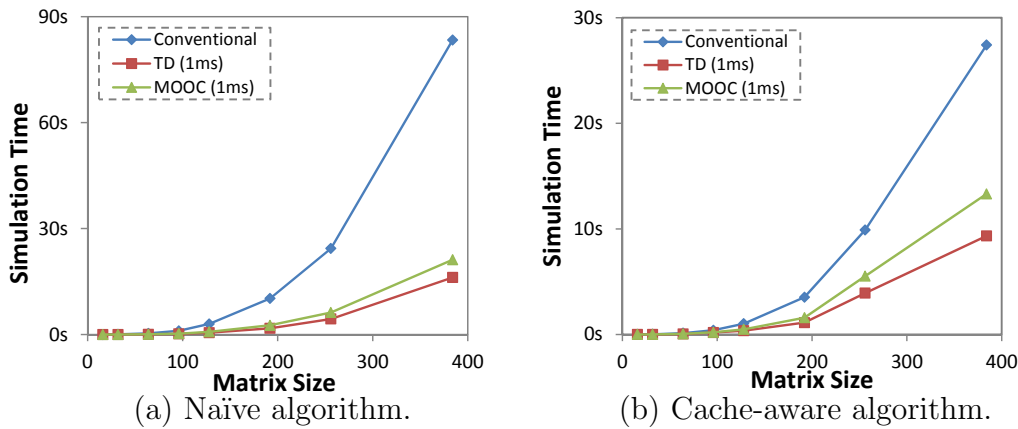 90s
60s
30s
0s
Simulation Time
Conventional
TD (1ms)
MOOC (1ms)
0 100 200 300 400
Matrix Size
(a) Naïve algorithm.
30s
20s
10s
0s
Simulation Time
Conventional
TD (1ms)
MOOC (1ms)
0 100 200 300 400
Matrix Size
(b) Cache-aware algorithm.